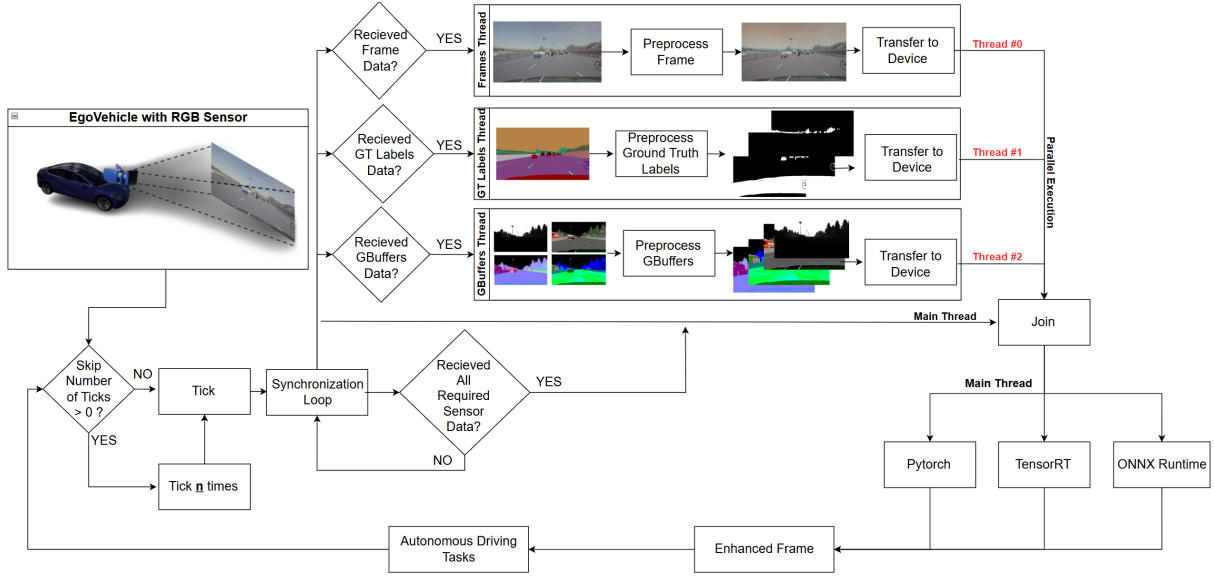 Recieved
Frame
Data?
YES
Frames Thread
Preprocess
Frame
Transfer to
Device
Thread #0
EgoVehicle with RGB Sensor
Recieved
GT Labels
Data?
YES
GT Labels Thread
Preprocess
Ground Truth
Labels
Transfer to
Device
Thread #1
Parallel Execution
Recieved
GBuffers
Data?
YES
GBuffers Thread
Preprocess
GBuffers
Transfer to
Device
Thread #2
Main Thread
Join
Skip
Number
of Ticks
> 0 ?
NO
YES
Tick
Tick n times
Synchronization
Loop
Recieved
All
Required
Sensor
Data?
YES
NO
Main Thread
Pytorch
TensorRT
ONNX Runtime
Enhanced Frame
Autonomous Driving
Tasks